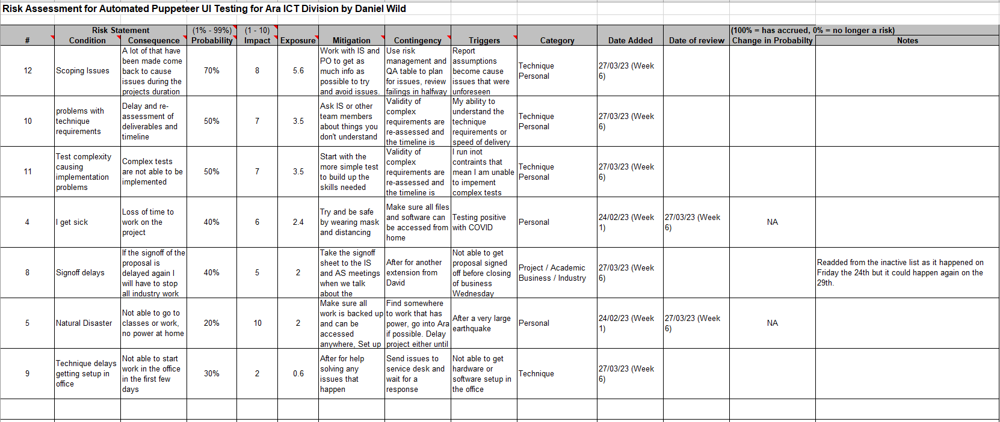 Risk Assessment for Automated Puppeteer UI Testing for Ara ICT Division by Daniel Wild
Risk Statement (1% - 99%) (1 - 10) (100% = has accrued, 0% = no longer a risk)
# Condition Consequence Probability Impact Exposure Mitigation Contingency Triggers Category Date Added Date of review Change in Probabilty Notes
12
Scoping Issues
A lot of that have
been made come
back to cause
issues during the
projects duration
70%
8
5.6
Work with IS and
PO to get as
much info as
possible to try
and avoid issues.
Use risk
management and
QA table to plan
for issues, review
failings in halfway
Report
assumptions
become cause
issues that were
unforeseen
Technique
Personal
27/03/23 (Week
6)
10
problems with
technique
requirements
Delay and re-
assessment of
deliverables and
timeline
50%
7
3.5
Ask IS or other
team members
about things you
don't understand
Validity of
complex
requirements are
re-assessed and
the timeline is
My ability to
understand the
technique
requirements or
speed of delivery
Technique
Personal
27/03/23 (Week
6)
11
Test complexity
causing
implementation
problems
Complex tests
are not able to be
implemented
50%
7
3.5
Start with the
more simple test
to build up the
skills needed
Validity of
complex
requirements are
re-assessed and
the timeline is
I run inot
contraints that
mean I am unable
to impement
complex tests
Technique
Personal
27/03/23 (Week
6)
4
I get sick
Loss of time to
work on the
project
40%
6
2.4
Try and be safe
by wearing mask
and distancing
Make sure all files
and software can
be accessed from
home
Testing positive
with COVID
Personal
24/02/23 (Week
1)
27/03/23 (Week
6)
NA
8
Signoff delays
If the signoff of the
proposal is
delayed again I
will have to stop
all industry work
40%
5
2
Take the signoff
sheet to the IS
and AS meetings
when we talk
about the
After for another
extension from
David
Not able to get
proposal signed
off before closing
of business
Wednesday
Project / Academic
Business / Industry
27/03/23 (Week
6)
Readded from the inactive list as it happened on
Friday the 24th but it could happen again on the
29th.
5
Natural Disaster
Not able to go to
classes or work,
no power at home
20%
10
2
Make sure all
work is backed up
and can be
accessed
anywhere, Set up
Find somewhere
to work that has
power, go into Ara
if possible. Delay
project either until
After a very large
earthquake
Personal
24/02/23 (Week
1)
27/03/23 (Week
6)
NA
9
Technique delays
getting setup in
office
Not able to start
work in the office
in the first few
days
30%
2
0.6
After for help
solving any
issues that
happen
Send issues to
service desk and
wait for a
response
Not able to get
hardware or
software setup in
the office
Technique
27/03/23 (Week
6)